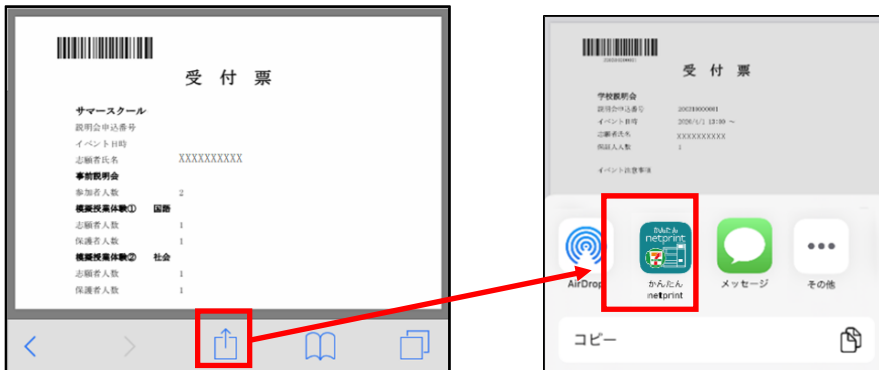 受 付 票
サマースクール
説明会申込番号
イベント日時
志願者氏名 XXXXXXXXXX
事前説明会
参加者人数 2
模擬授業体験① 国語
志願者人数 1
保護者人数 1
模擬授業体験② 社会
志願者人数 1
保護者人数 1
受 付 票
学校説明会
説明会申込番号
イベント日時 2020/4/1 13:00 ~
志願者氏名 XXXXXXXXXX
保護人人数 1
イベント注意事項
かんたん
netprint
AirDrop
かんたん
netprint
メッセージ
その他
コピー